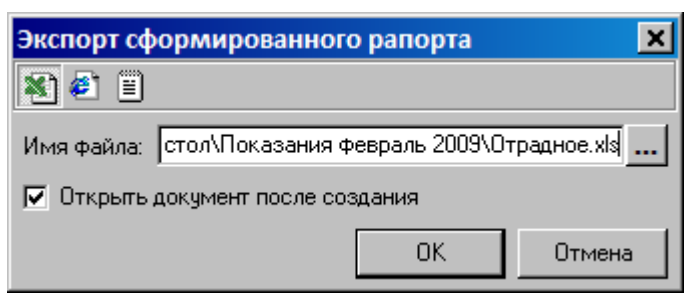 Экспорт сформированного рапорта
Имя файла: стол\Показания Февраль 2009\Отрадное.xls ...
Открыть документ после создания
OK Отмена